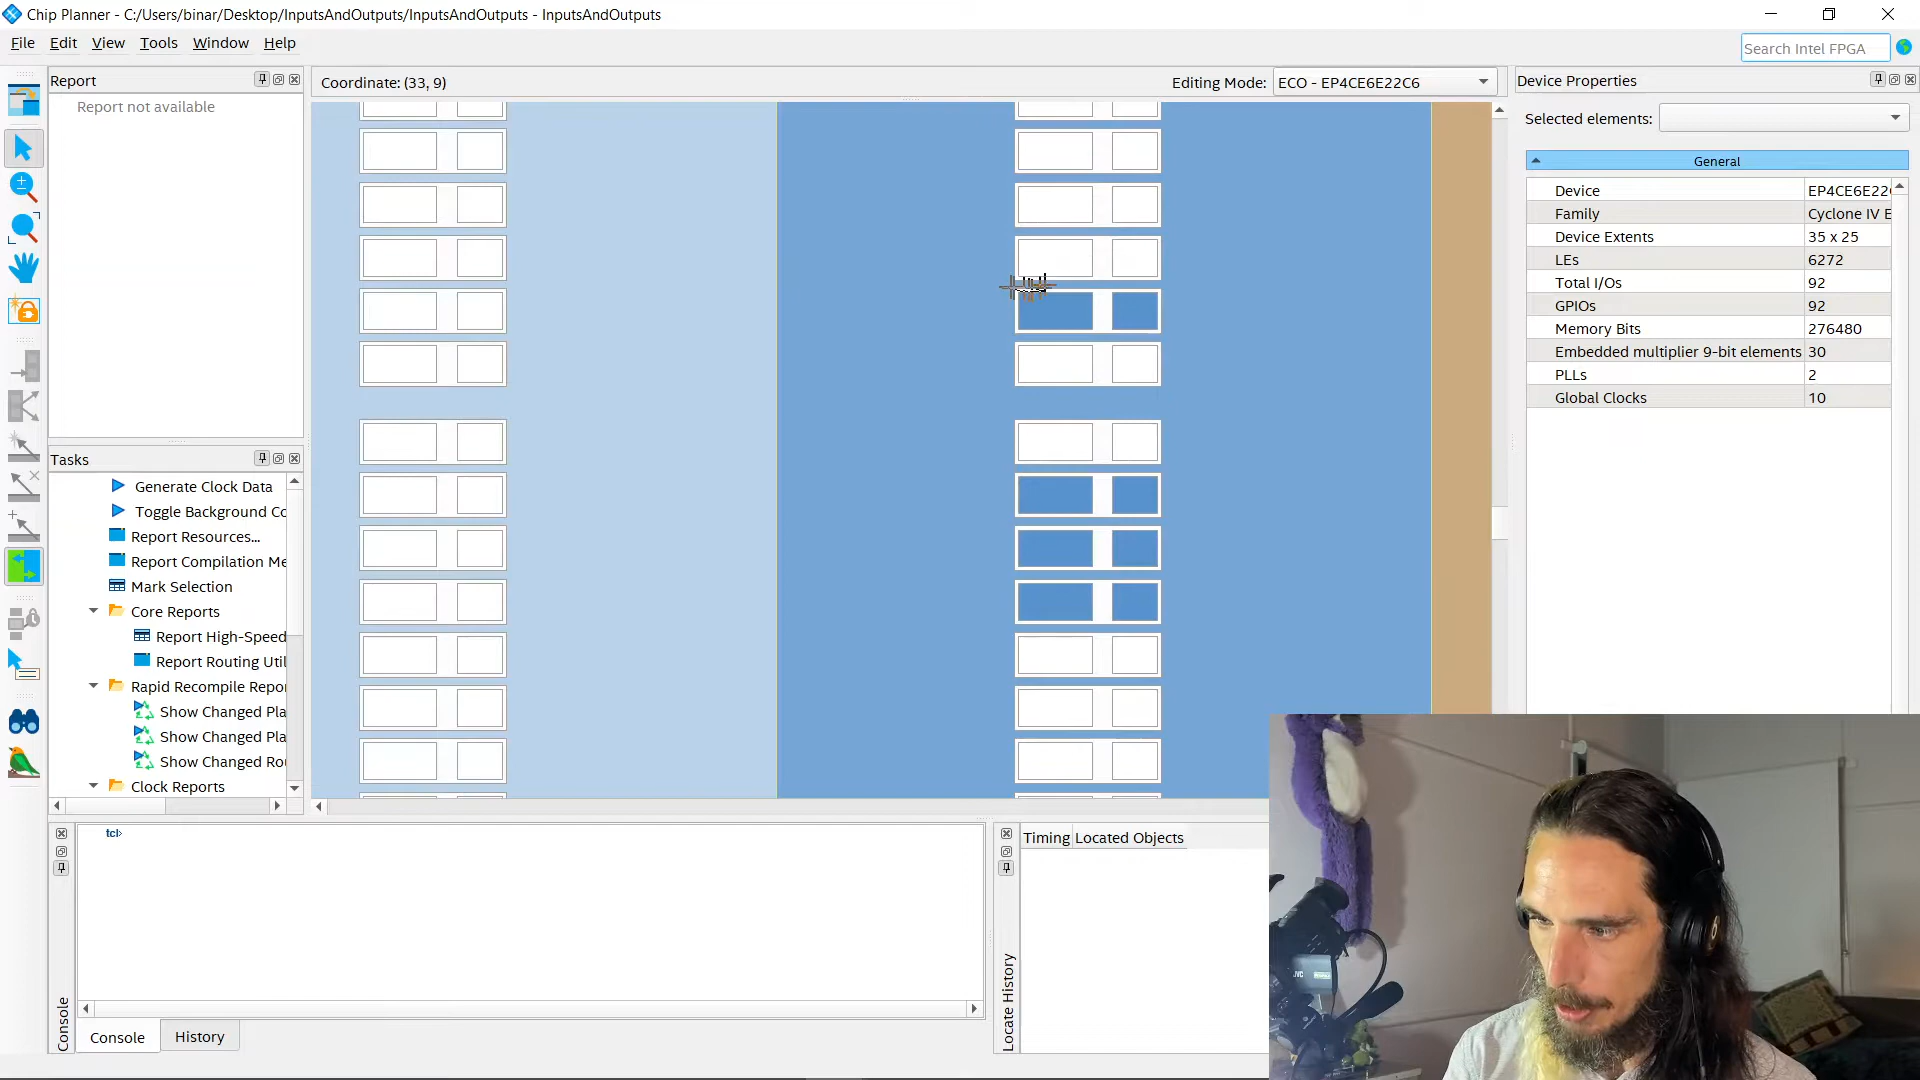 Chip Planner - C:/Users/binar/Desktop/InputsAndOutputs/InputsAndOutputs - InputsAndOutputs
File Edit View Tools Window Help
Search Intel FPGA
Report
Report not available
Coordinate: (33, 9)
Editing Mode: ECO - EP4CE6E22C6
Device Properties
Selected elements:
General
Device EP4CE6E22
Family Cyclone IV E
Device Extents 35 x 25
LEs 6272
Total I/Os 92
GPIOs 92
Memory Bits 276480
Embedded multiplier 9-bit elements 30
PLLs 2
Global Clocks 10
Tasks
Generate Clock Data
Toggle Background Co
Report Resources...
Report Compilation Me
Mark Selection
Core Reports
Report High-Speed
Report Routing Util
Rapid Recompile Repor
Show Changed Pla
Show Changed Pla
Show Changed Rou
Clock Reports
tcl>
Console
Console History
Timing Located Objects
Locate History
JVC